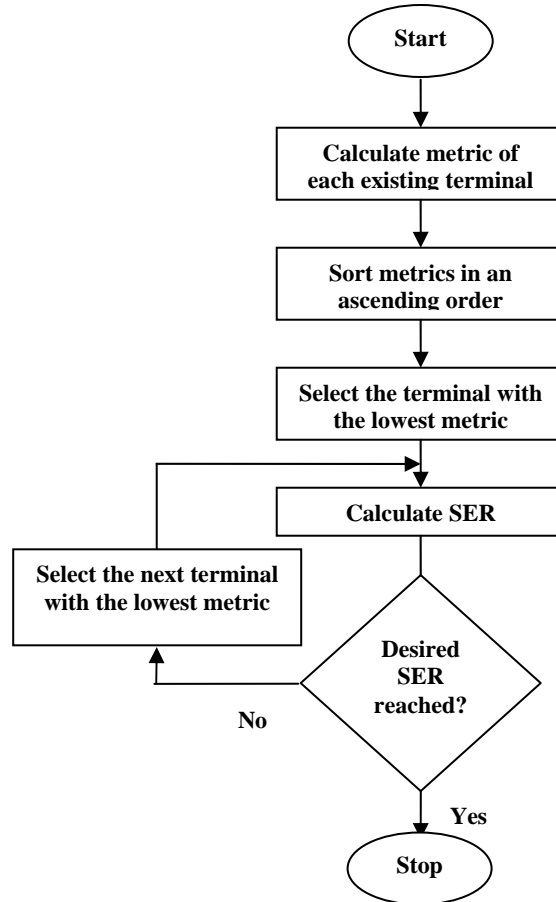 Start
Calculate metric of
each existing terminal
Sort metrics in an
ascending order
Select the terminal with
the lowest metric
Calculate SER
Select the next terminal
with the lowest metric
Desired
SER
reached?
No
Yes
Stop